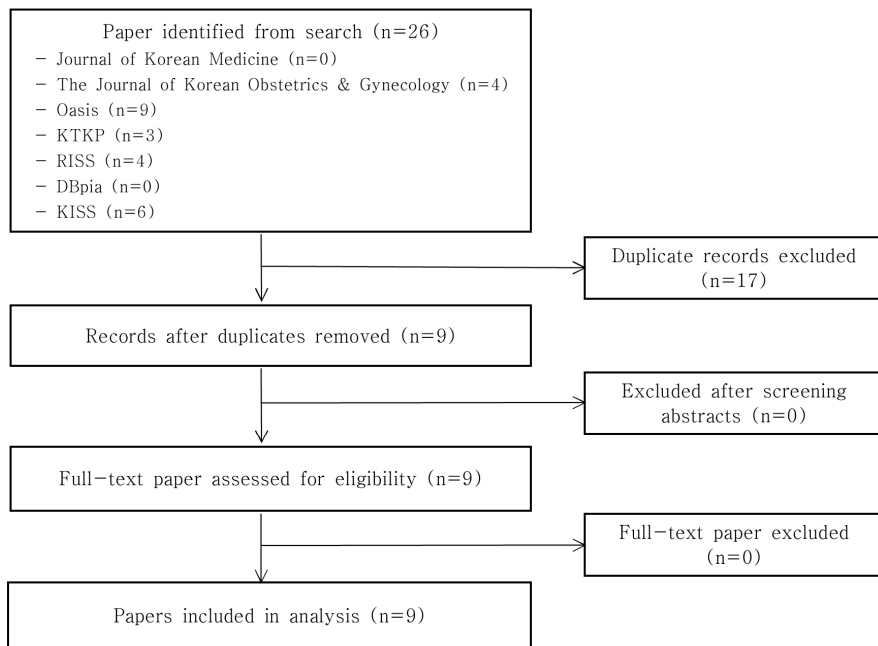 Paper identified from search (n=26)
- Journal of Korean Medicine (n=0)
- The Journal of Korean Obstetrics & Gynecology (n=4)
- Oasis (n=9)
- KTKP (n=3)
- RISS (n=4)
- DBpia (n=0)
- KISS (n=6)
Duplicate records excluded
(n=17)
Records after duplicates removed (n=9)
Excluded after screening
abstracts (n=0)
Full-text paper assessed for eligibility (n=9)
Full-text paper excluded
(n=0)
Papers included in analysis (n=9)